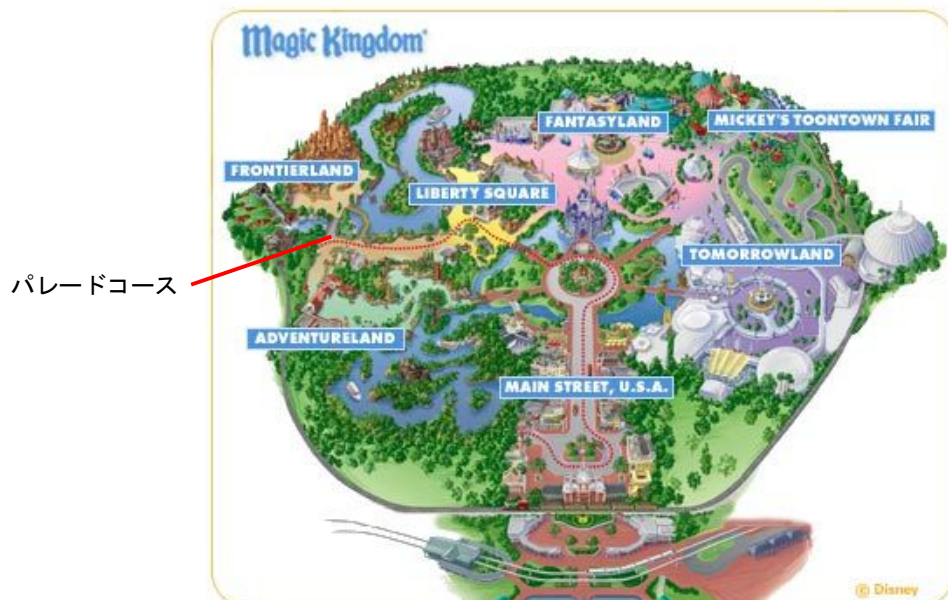 Magic Kingdom
FANTASYLAND
MICKEY'S TOONTOWN FAIR
FRONTIERLAND
LIBERTY SQUARE
TOMORROWLAND
パレードコース
ADVENTURELAND
MAIN STREET, U.S.A.
© Disney